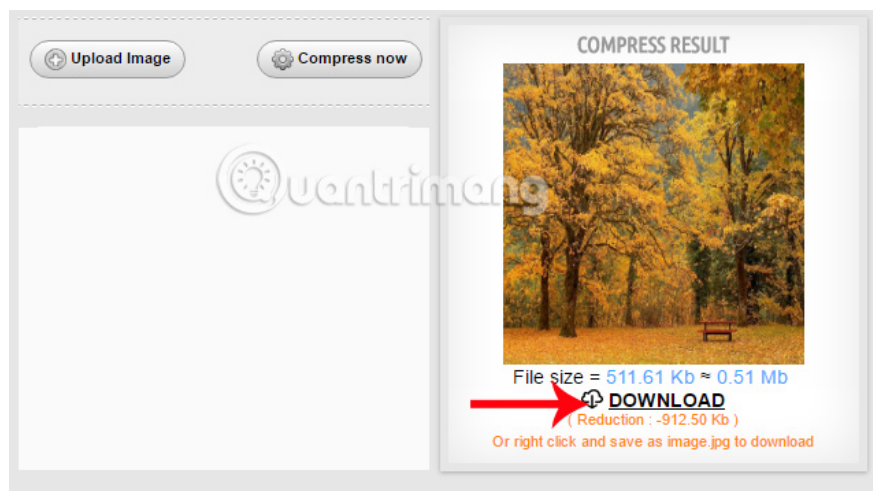 Upload Image
Compress now
COMPRESS RESULT
Quantrimang
File size = 511.61 Kb ≈ 0.51 Mb
DOWNLOAD
( Reduction : -912.50 Kb )
Or right click and save as image.jpg to download